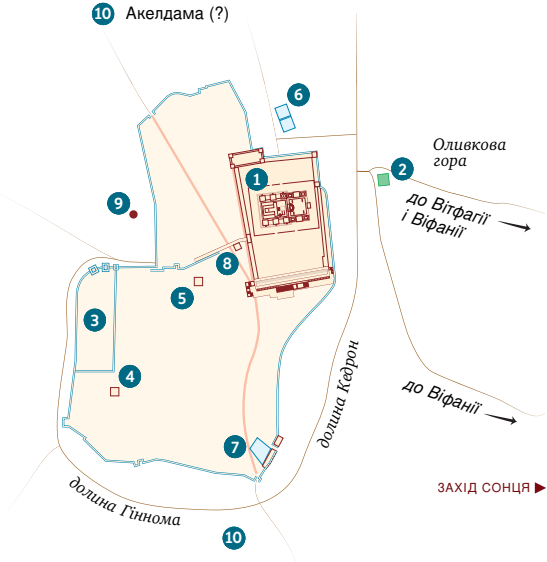 10 Акелдама (?)
6
Оливкова
гора
2
1
до Вітфагії
і Віфанії
9
8
5
3
4
до Віфанії
долина Кедрон
7
ЗАХІД СОНЦЯ
долина Гіннома
10